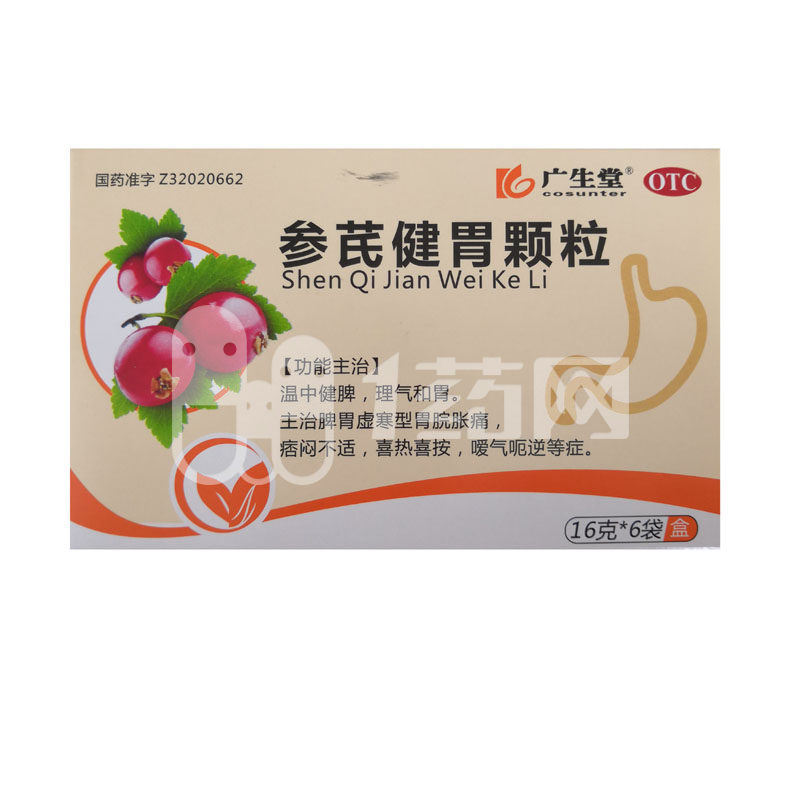 国药准字 Z32020662
广生堂®
cosunter
OTC
参芪健胃颗粒
Shen Qi Jian Wei Ke Li
【功能主治】
温中健脾，理气和胃。
主治脾胃虚寒型胃脘胀痛，
痞闷不适，喜热喜按，嗳气呃逆等症。
1药网
16克*6袋 盒